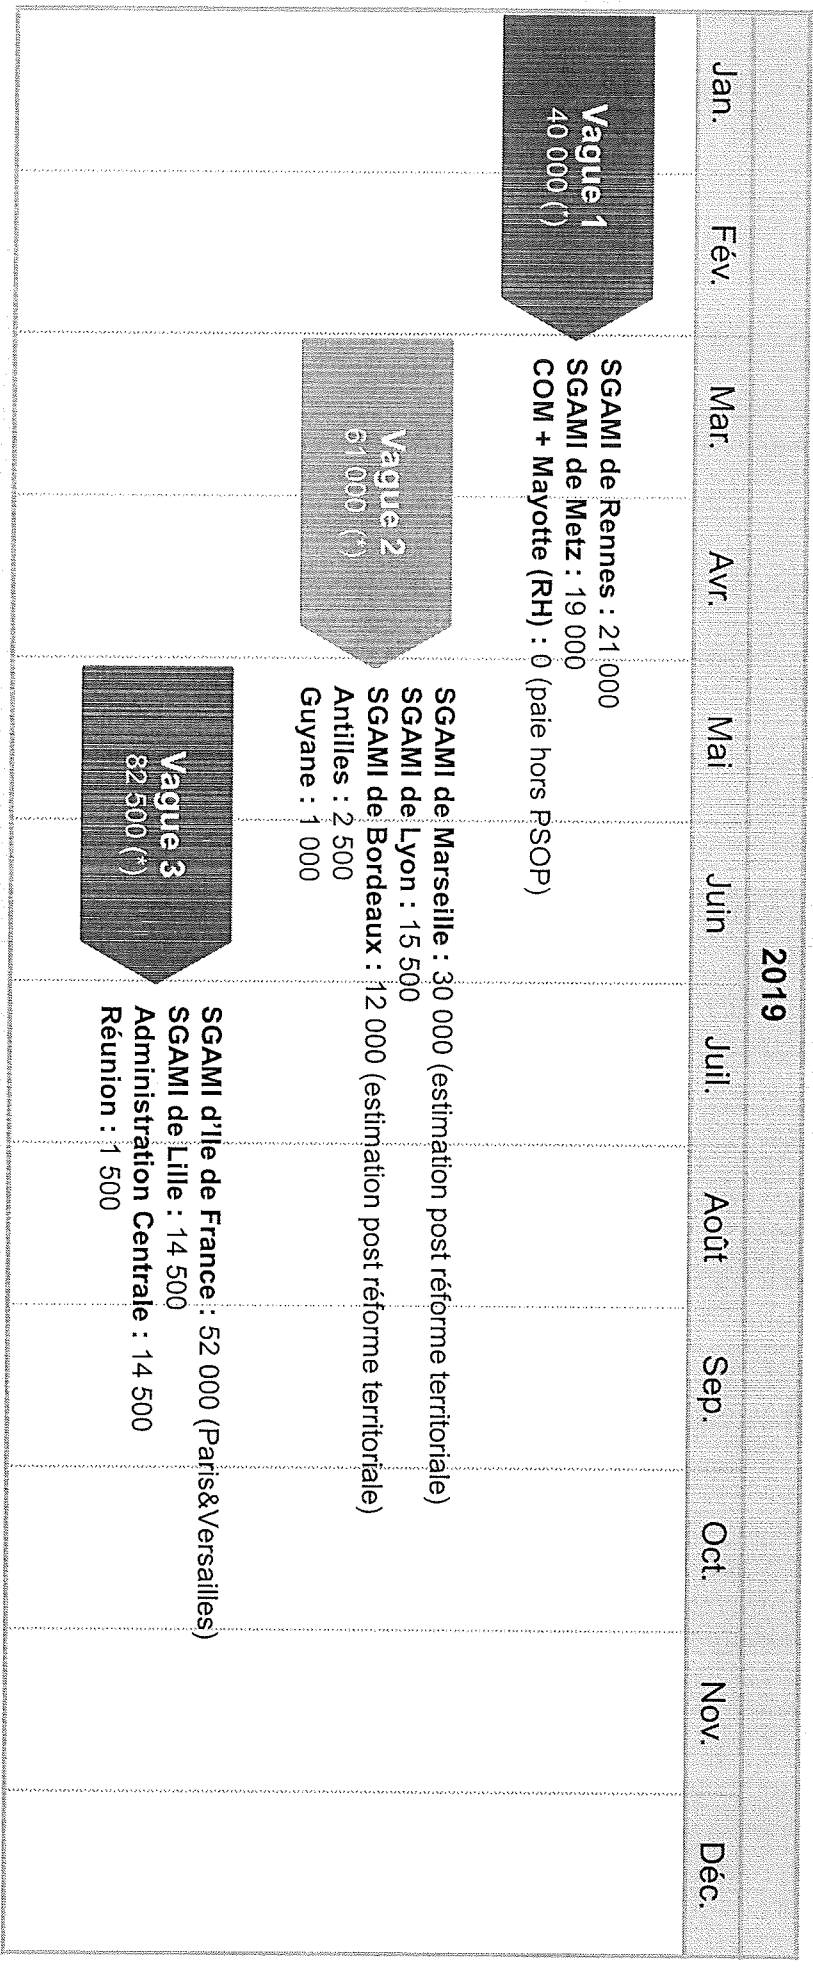 2019
Jan. Fév. Mar. Avr. Mai Juin Juil. Août Sep. Oct. Nov. Déc.
Vague 1
40 000 (*)
SGAMI de Rennes : 21 000
SGAMI de Metz : 19 000
COM + Mayotte (RH) : 0 (paie hors PSOP)
Vague 2
61 000 (*)
SGAMI de Marseille : 30 000 (estimation post réforme territoriale)
SGAMI de Lyon : 15 500
SGAMI de Bordeaux : 12 000 (estimation post réforme territoriale)
Antilles : 2 500
Guyane : 1 000
Vague 3
82 500 (*)
SGAMI d'Ile de France : 52 000 (Paris&Versailles)
SGAMI de Lille : 14 500
Administration Centrale : 14 500
Réunion : 1 500